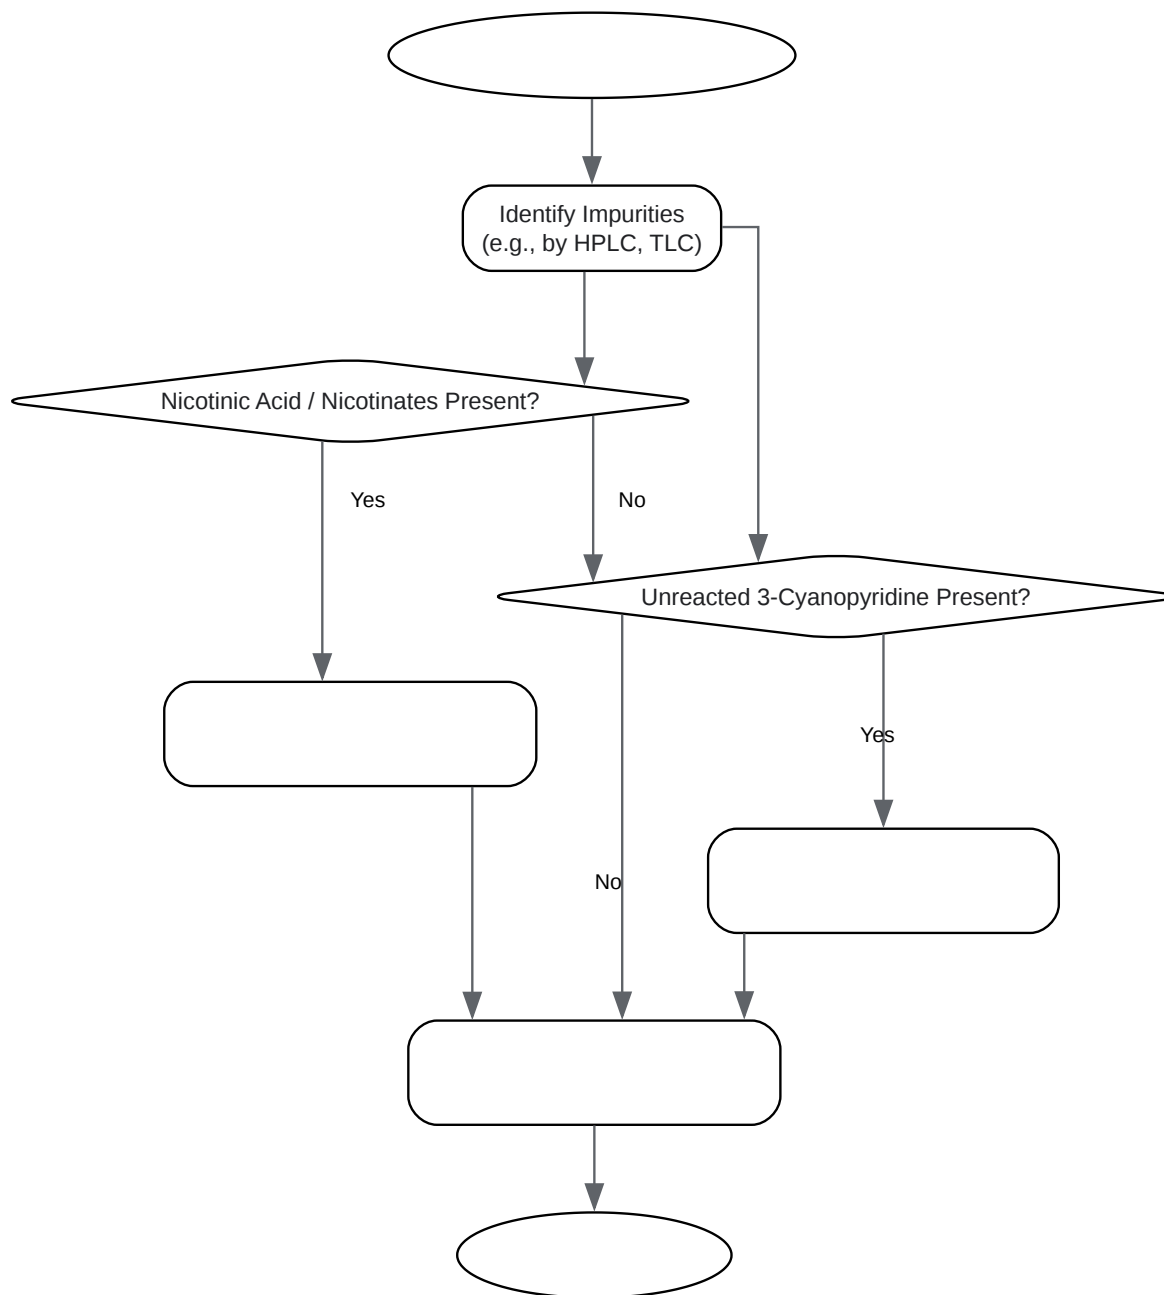 Identify Impurities
(e.g., by HPLC, TLC)
Nicotinic Acid / Nicotinates Present?
Yes
No
Unreacted 3-Cyanopyridine Present?
Yes
No